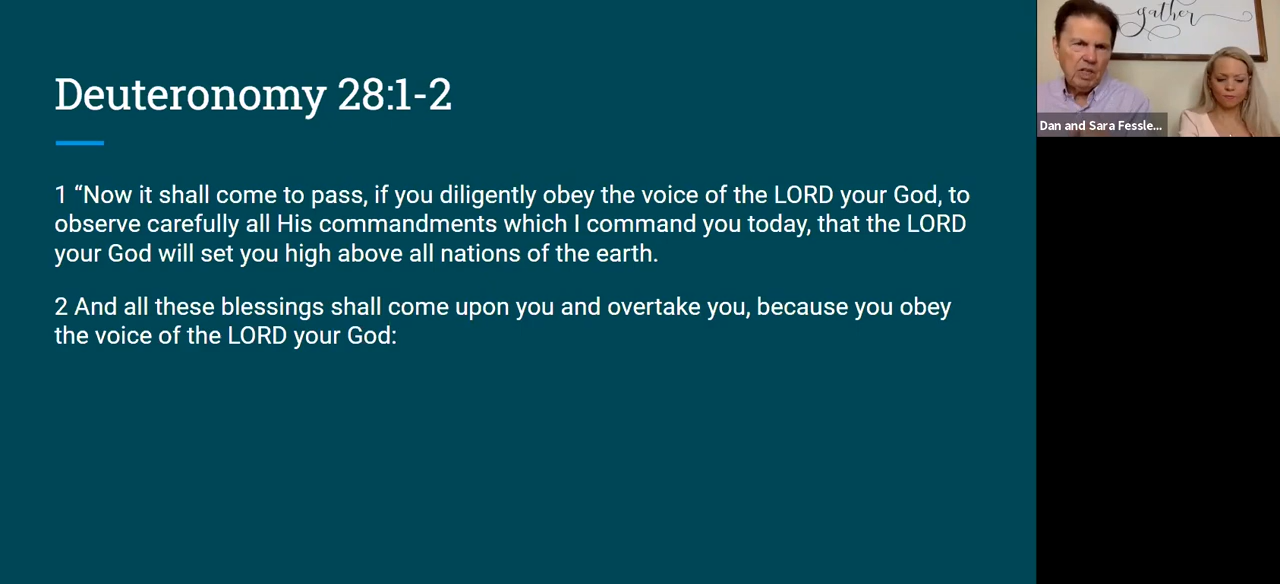 Deuteronomy 28:1-2
1 “Now it shall come to pass, if you diligently obey the voice of the LORD your God, to
observe carefully all His commandments which I command you today, that the LORD
your God will set you high above all nations of the earth.
2 And all these blessings shall come upon you and overtake you, because you obey
the voice of the LORD your God:
gather
Dan and Sara Fessle...